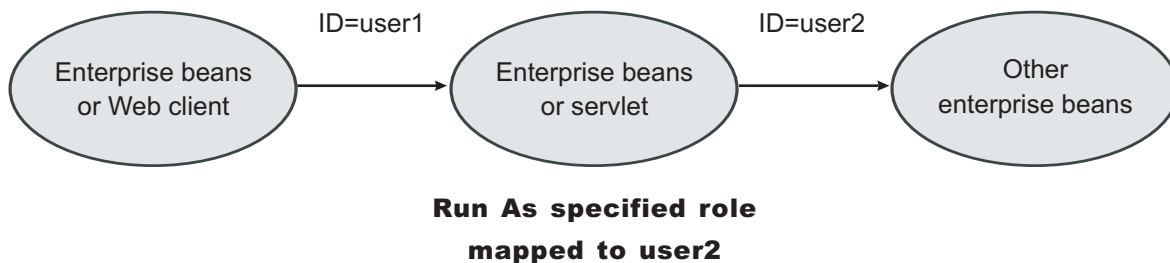 ID=user1
ID=user2
Enterprise beans
or Web client
Enterprise beans
or servlet
Other
enterprise beans
Run As specified role
mapped to user2